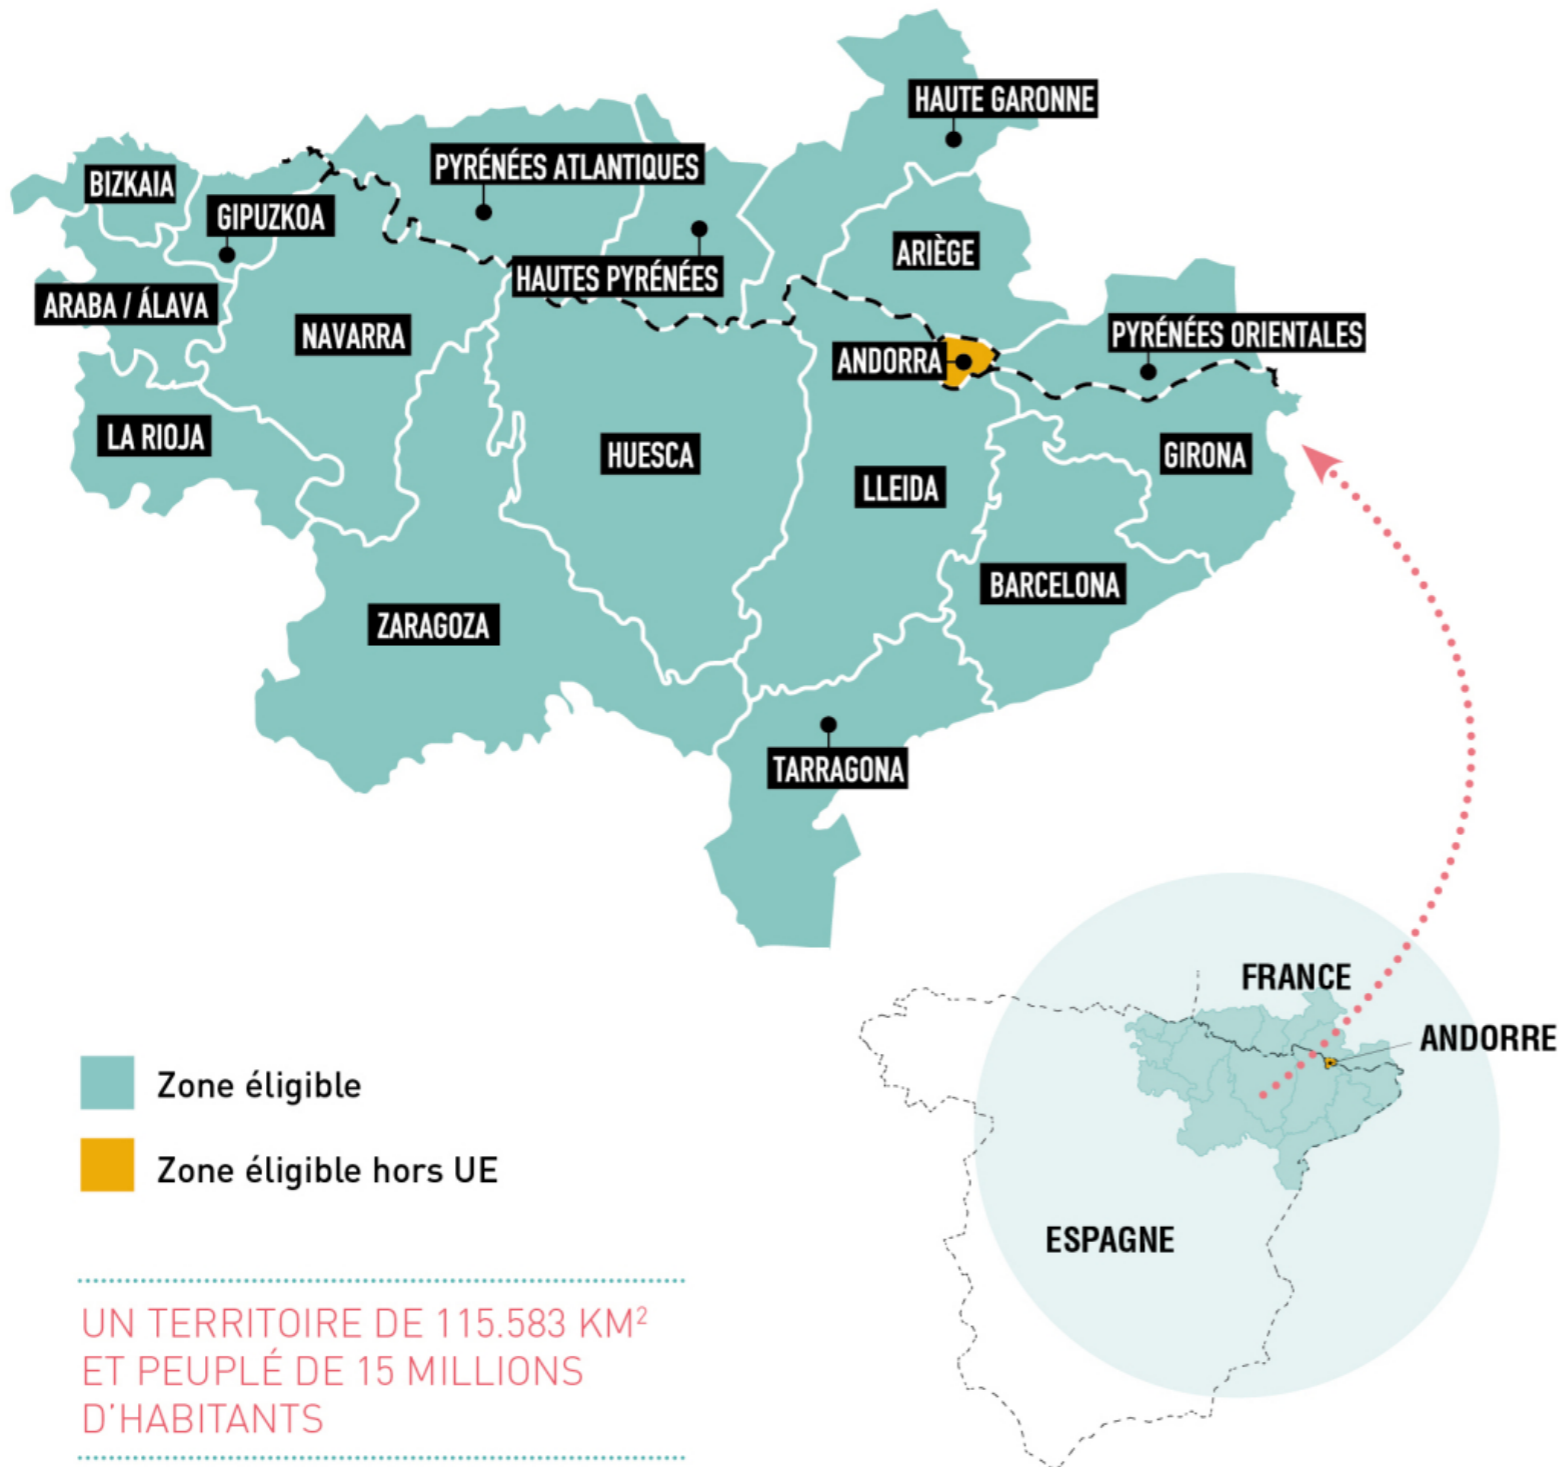 HAUTE GARONNE
PYRÉNÉES ATLANTIQUES
BIZKAIA
GIPUZKOA
ARIÈGE
HAUTES PYRÉNÉES
ARABA / ÁLAVA
NAVARRA
PYRÉNÉES ORIENTALES
ANDORRA
LA RIOJA
HUESCA
GIRONA
LLEIDA
BARCELONA
ZARAGOZA
TARRAGONA
FRANCE
ANDORRE
ESPAGNE
Zone éligible
Zone éligible hors UE
UN TERRITOIRE DE 115.583 KM²
ET PEUPLÉ DE 15 MILLIONS
D'HABITANTS